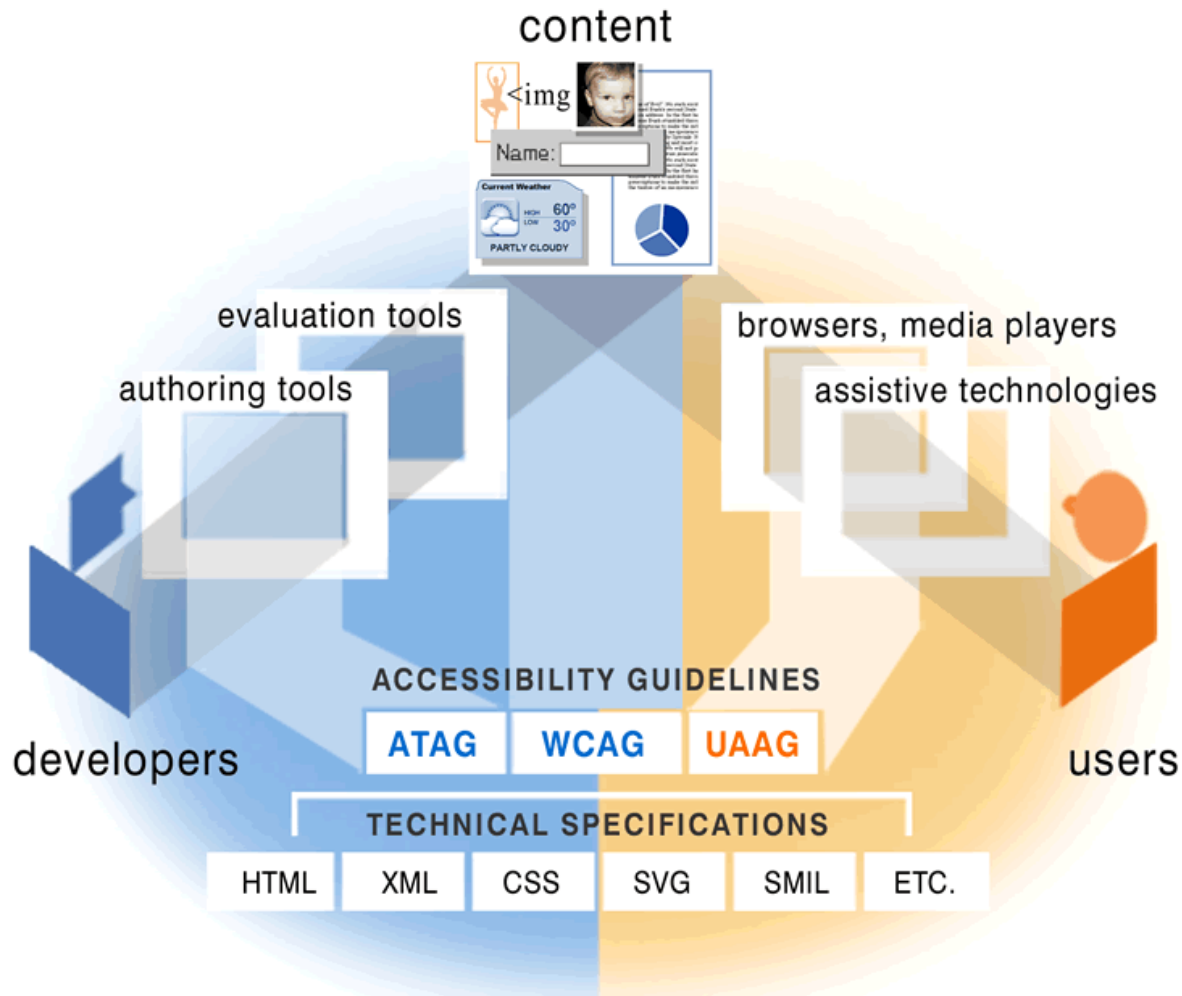 content
<img
Name:
Current Weather
HIGH 60°
LOW 30°
PARTLY CLOUDY
evaluation tools
authoring tools
browsers, media players
assistive technologies
developers
users
ACCESSIBILITY GUIDELINES
ATAG WCAG UAAG
TECHNICAL SPECIFICATIONS
HTML XML CSS SVG SMIL ETC.